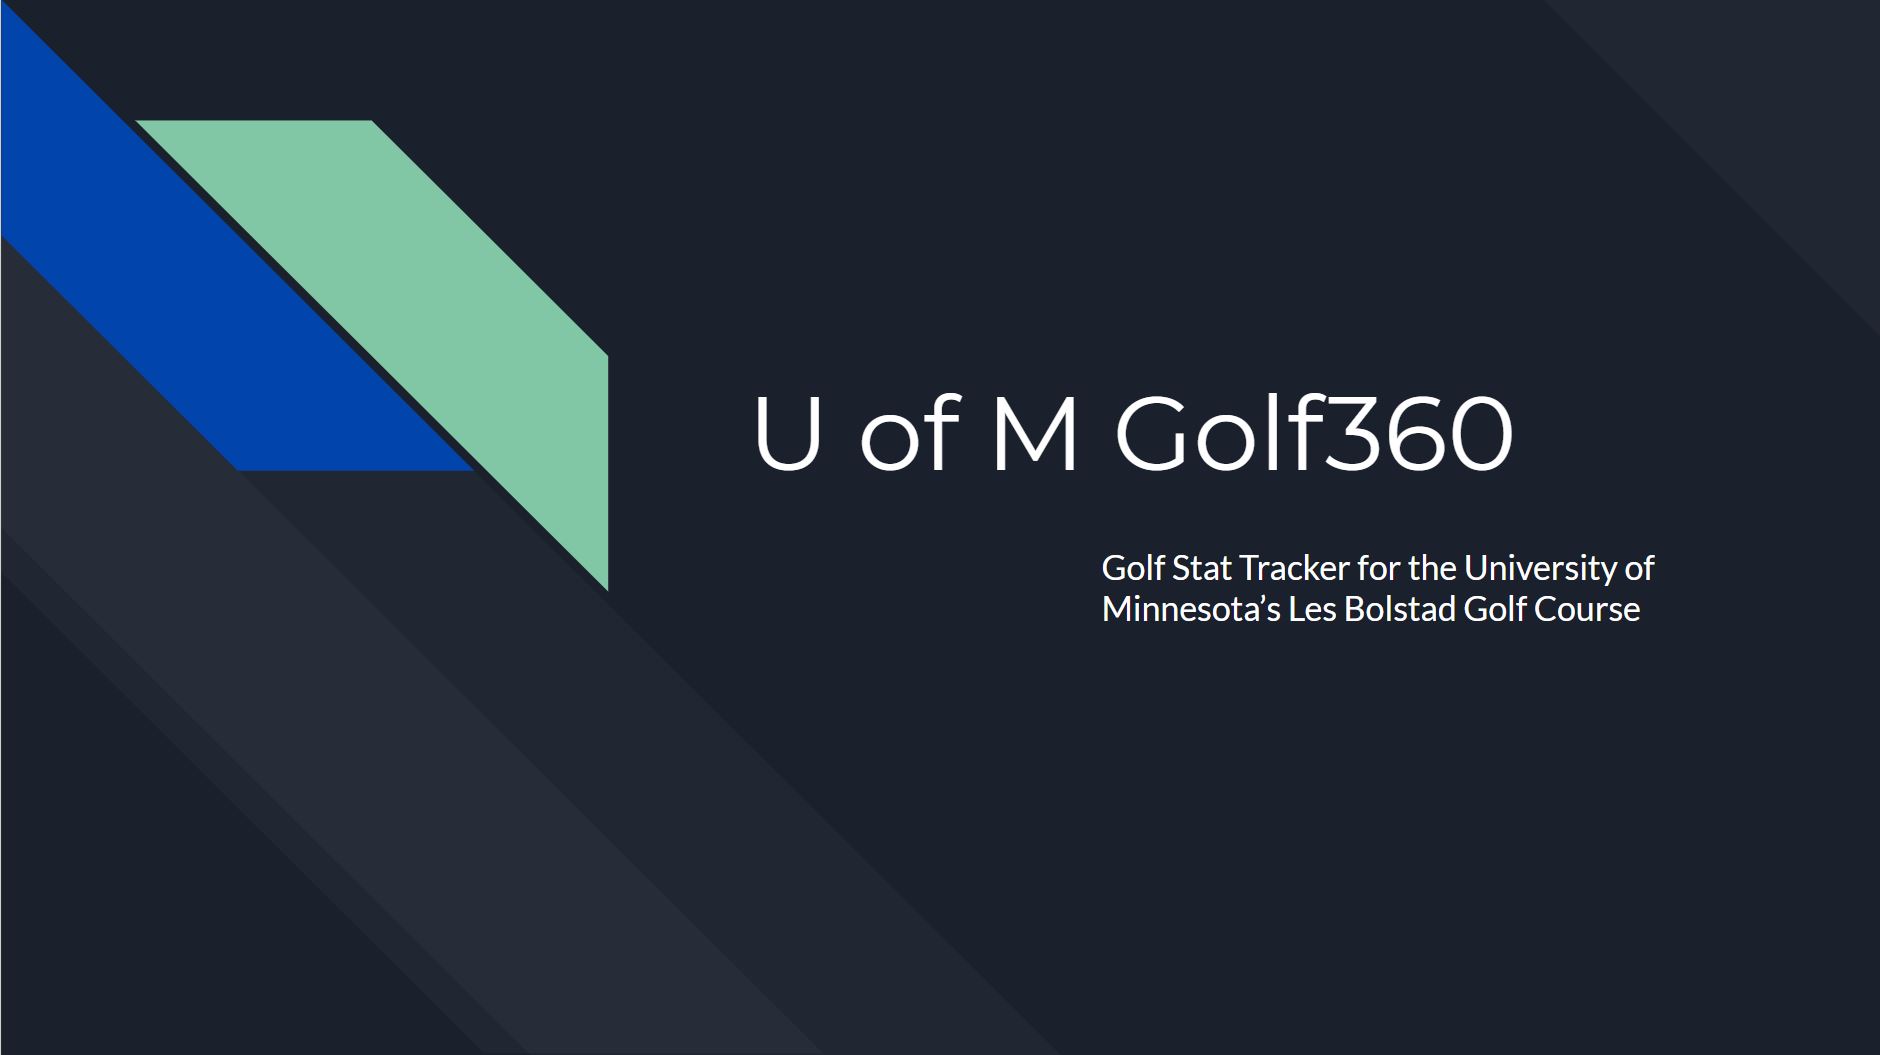 U of M Golf360
Golf Stat Tracker for the University of
Minnesota’s Les Bolstad Golf Course